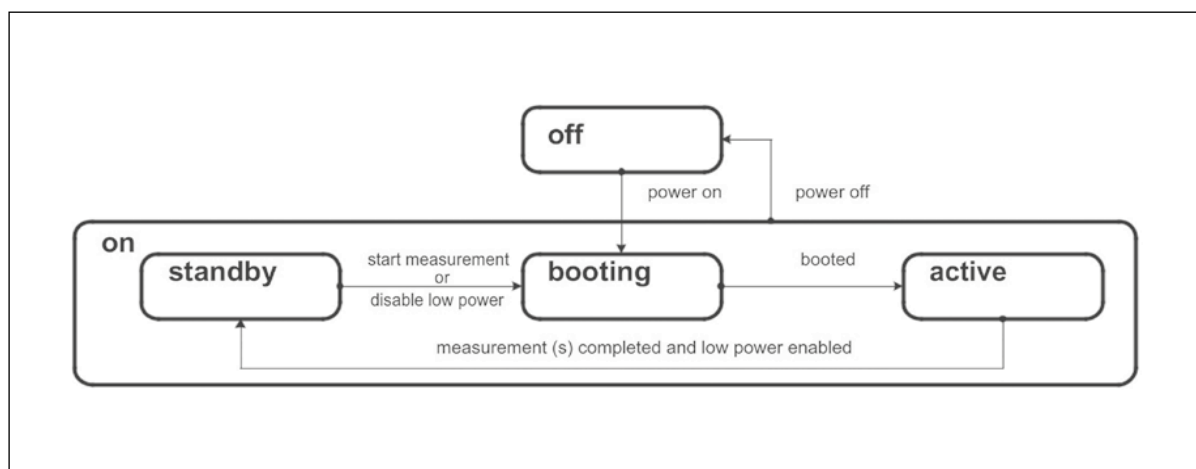 off
power on
power off
on
standby
start measurement
or
disable low power
booting
booted
active
measurement (s) completed and low power enabled